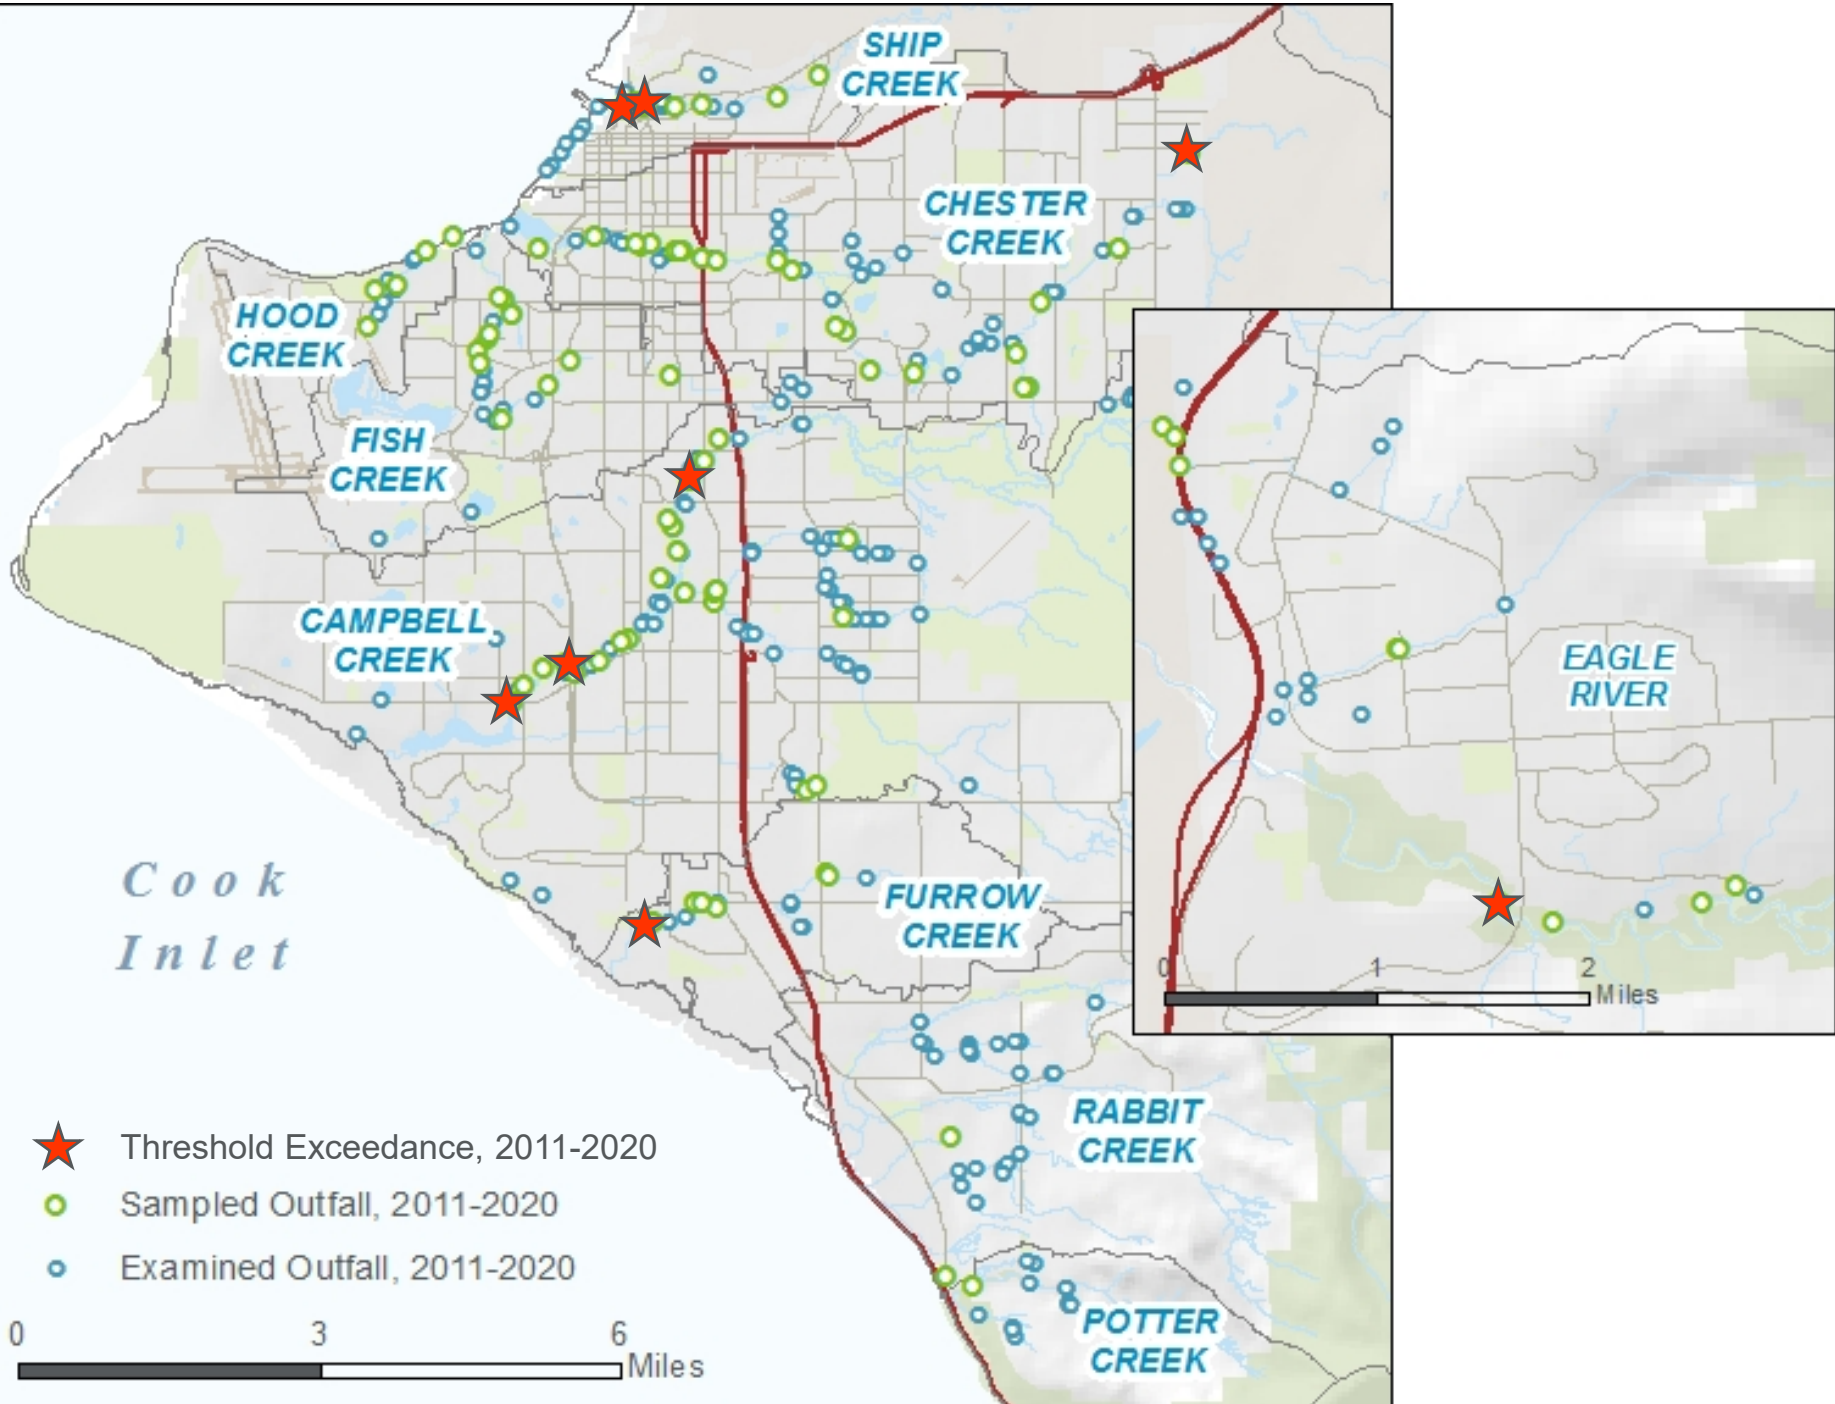 SHIP
CREEK
CHESTER
CREEK
HOOD
CREEK
FISH
CREEK
CAMPBELL
CREEK
EAGLE
RIVER
Cook
Inlet
FURROW
CREEK
0 1 2
Miles
RABBIT
CREEK
Threshold Exceedance, 2011-2020
Sampled Outfall, 2011-2020
Examined Outfall, 2011-2020
POTTER
CREEK
0 3 6
Miles